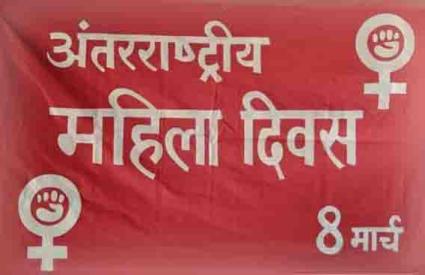 अंतरराष्ट्रीय
महिला दिवस
8 मार्च